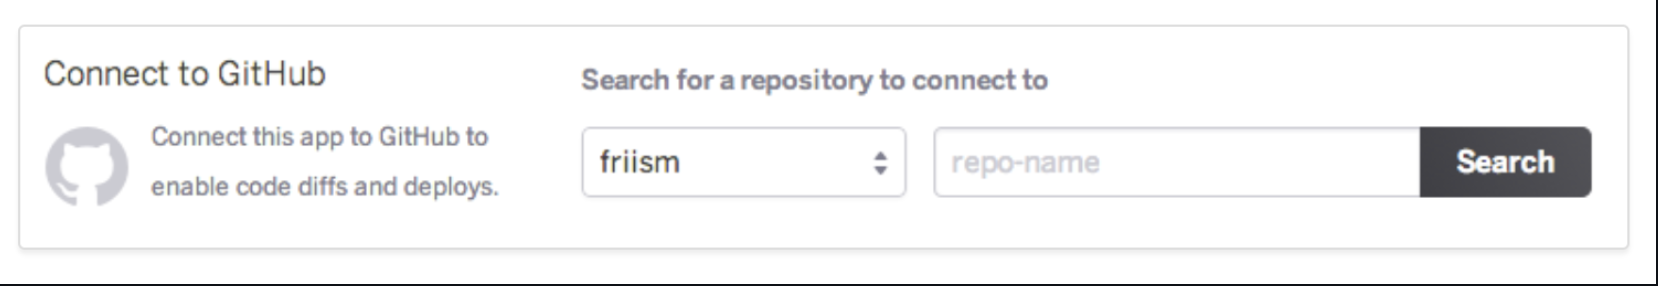 Connect to GitHub
Connect this app to GitHub to
enable code diffs and deploys.
Search for a repository to connect to
friism
repo-name
Search